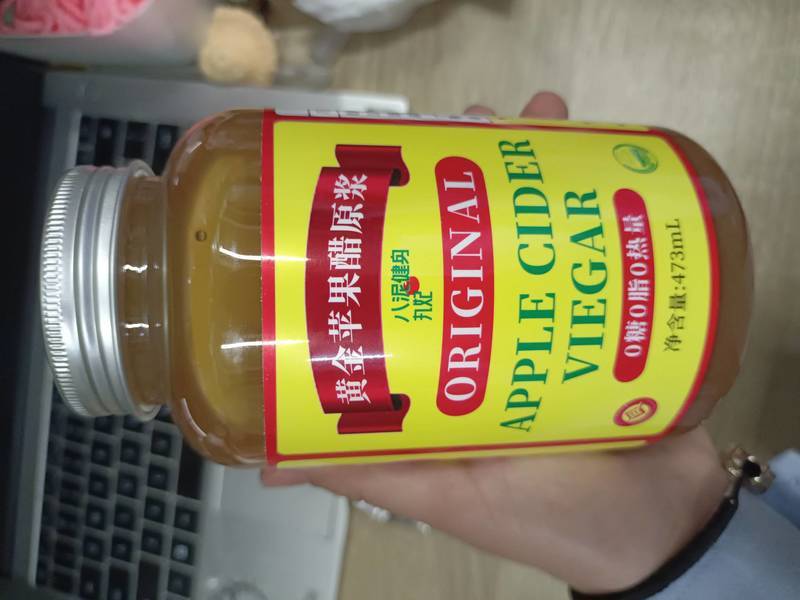 黄金苹果醋原浆
八泥健身
ORIGINAL
APPLE CIDER
VIEGAR
0糖0脂0热量
净含量:473mL